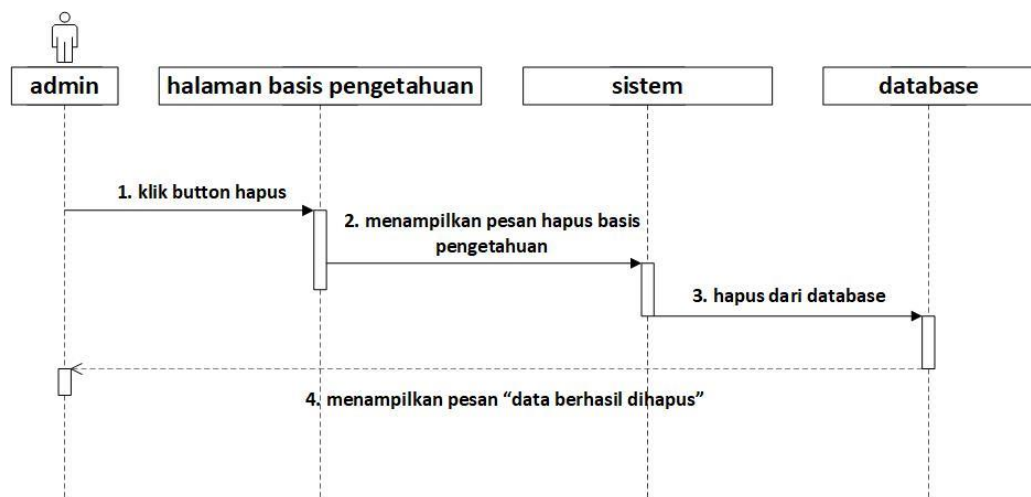 admin
halaman basis pengetahuan
sistem
database
1. klik button hapus
2. menampilkan pesan hapus basis
pengetahuan
3. hapus dari database
4. menampilkan pesan “data berhasil dihapus”